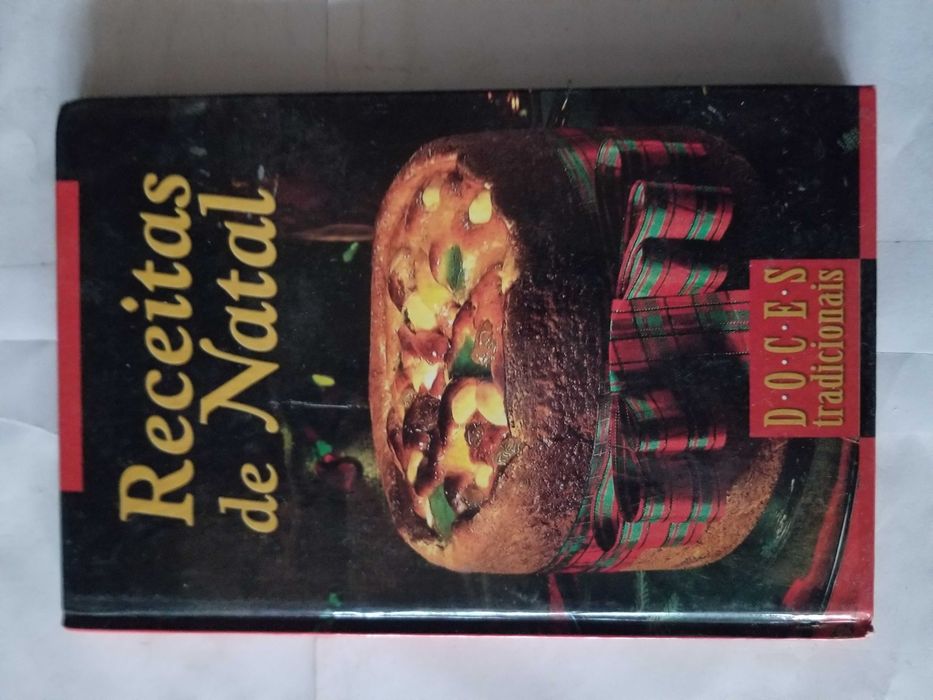 Receitas
de Natal
D·O·C·E·S
tradicionais